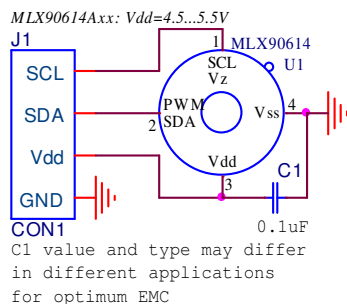 MLX90614Axx: Vdd=4.5...5.5V
J1
1
MLX90614
U1
SCL
SCL
Vz
SDA
PWM
SDA
2
Vss
4
Vdd
Vdd
3
C1
GND
0.1uF
CON1
C1 value and type may differ
in different applications
for optimum EMC